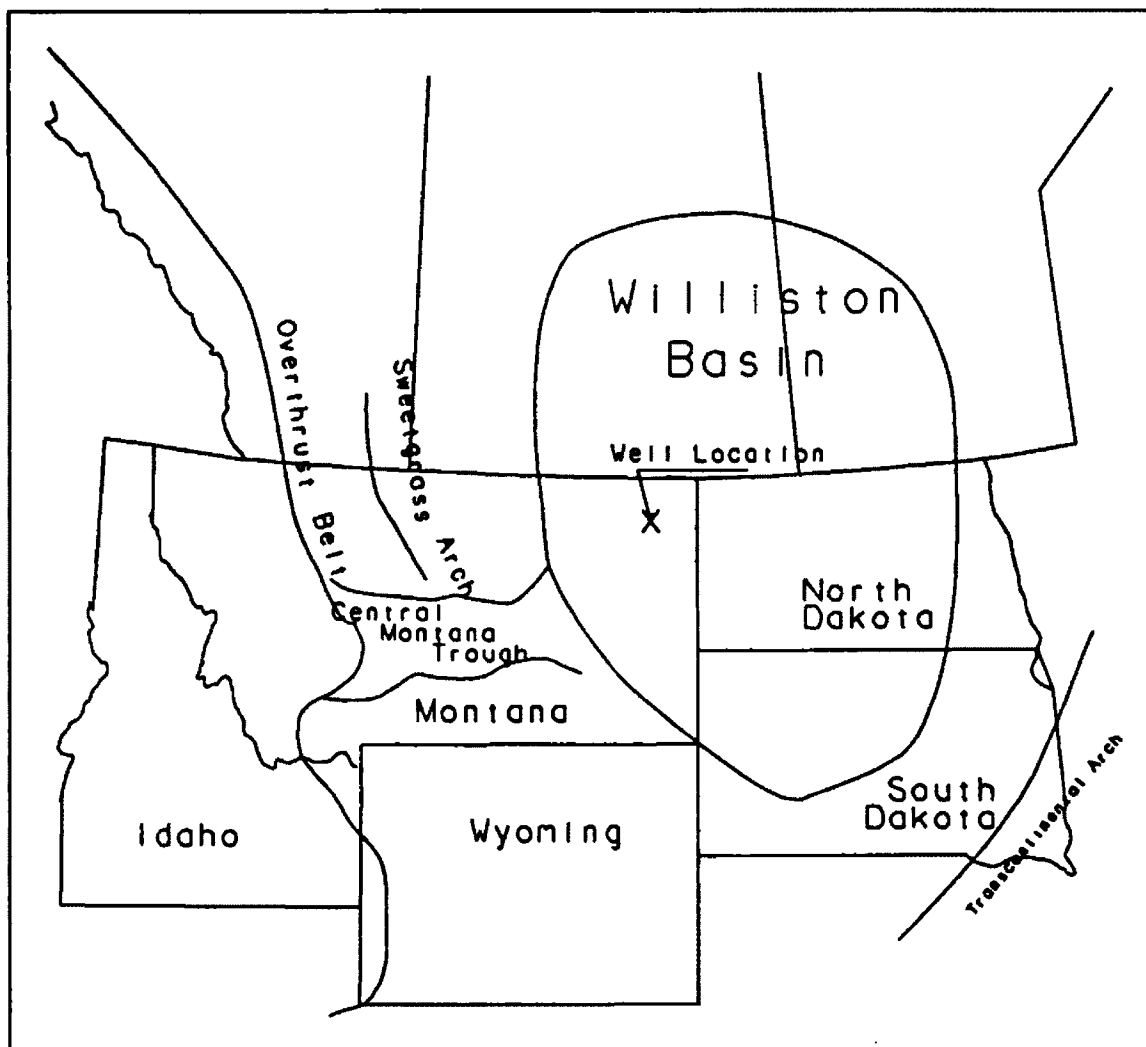 Williston
Basin
Overthrust Belt
Sweetgrass Arch
Well Location
Central
Montana
Trough
North
Dakota
Montana
South
Dakota
Idaho
Wyoming
Transcontinental Arch